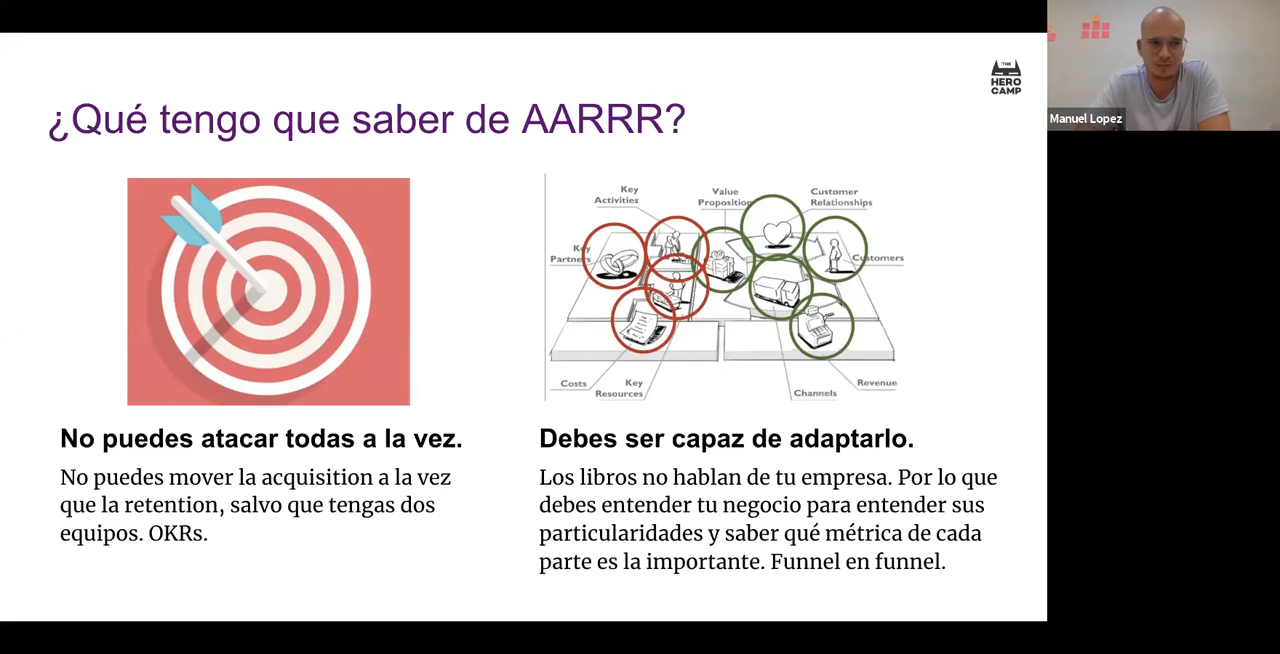 THE
HERO
CAMP
Manuel Lopez
¿Qué tengo que saber de AARRR?
Key
Activities
Value
Proposition
Customer
Relationships
Key
Partners
Customers
Costs
Key
Resources
Channels
Revenue
No puedes atacar todas a la vez.
No puedes mover la acquisition a la vez
que la retention, salvo que tengas dos
equipos. OKRs.
Debes ser capaz de adaptarlo.
Los libros no hablan de tu empresa. Por lo que
debes entender tu negocio para entender sus
particularidades y saber qué métrica de cada
parte es la importante. Funnel en funnel.